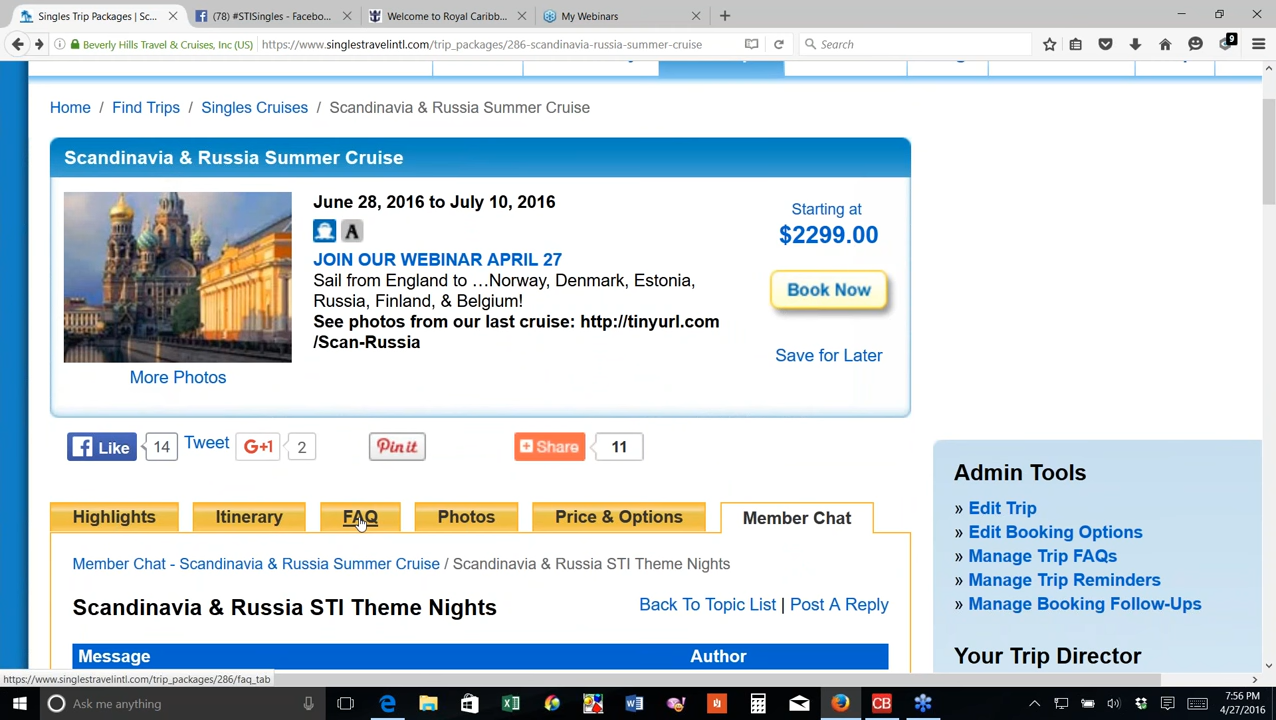 Singles Trip Packages | Sc...
(78) #STISingles - Facebo...
Welcome to Royal Caribb...
My Webinars
Beverly Hills Travel & Cruises, Inc (US)
https://www.singlestravelintl.com/trip_packages/286-scandinavia-russia-summer-cruise
Search
9
Home / Find Trips / Singles Cruises / Scandinavia & Russia Summer Cruise
Scandinavia & Russia Summer Cruise
June 28, 2016 to July 10, 2016
A
JOIN OUR WEBINAR APRIL 27
Sail from England to …Norway, Denmark, Estonia,
Russia, Finland, & Belgium!
See photos from our last cruise: http://tinyurl.com
/Scan-Russia
More Photos
Starting at
$2299.00
Book Now
Save for Later
Like 14 Tweet G+1 2 Pin it Share 11
Highlights Itinerary FAQ Photos Price & Options Member Chat
Member Chat - Scandinavia & Russia Summer Cruise / Scandinavia & Russia STI Theme Nights
Scandinavia & Russia STI Theme Nights
Back To Topic List | Post A Reply
Message Author
Admin Tools
» Edit Trip
» Edit Booking Options
» Manage Trip FAQs
» Manage Trip Reminders
» Manage Booking Follow-Ups
Your Trip Director
https://www.singlestravelintl.com/trip_packages/286/faq_tab
Ask me anything
CB
7:56 PM
4/27/2016